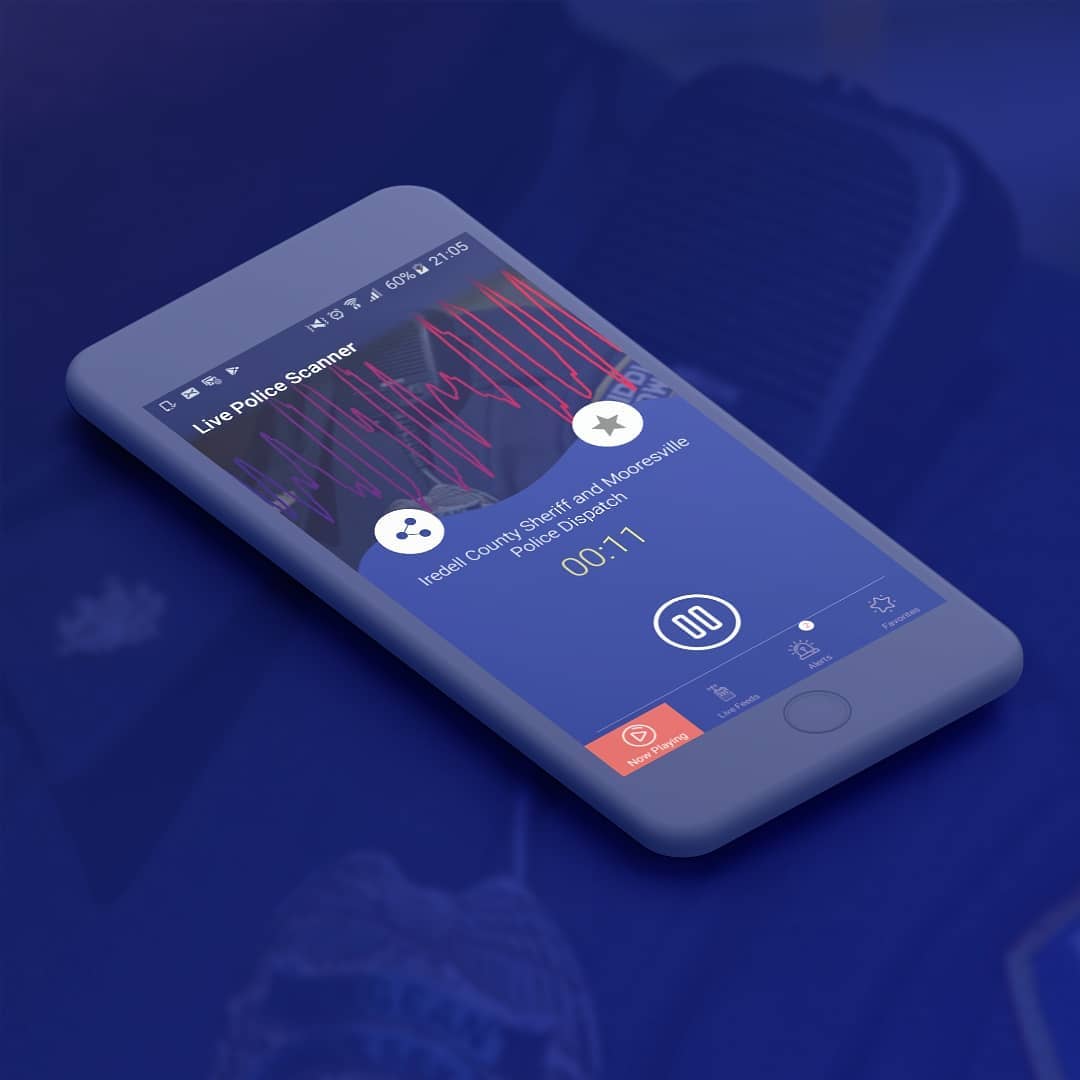 60% 21:05
Live Police Scanner
Iredell County Sheriff and Mooresville
Police Dispatch
00:11
Now Playing
Live Feeds
2
Alerts
Favorites